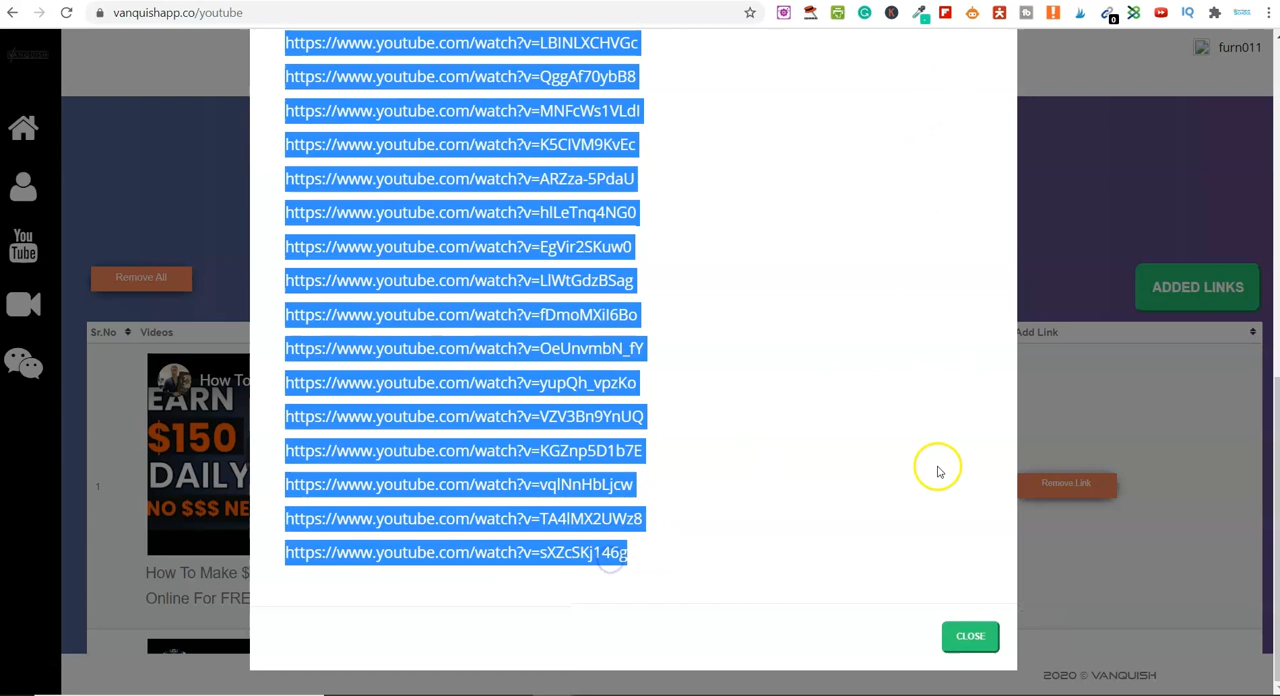 vanquishapp.co/youtube
VANQUISH
furn011
https://www.youtube.com/watch?v=LBINLXCHVGc
https://www.youtube.com/watch?v=QggAf70ybB8
https://www.youtube.com/watch?v=MNFcWs1VLdI
https://www.youtube.com/watch?v=K5CIVM9KvEc
https://www.youtube.com/watch?v=ARZza-5PdaU
https://www.youtube.com/watch?v=hlLeTnq4NG0
https://www.youtube.com/watch?v=EgVir2SKuw0
https://www.youtube.com/watch?v=LlWtGdzBSag
https://www.youtube.com/watch?v=fDmoMXiI6Bo
https://www.youtube.com/watch?v=OeUnvmbN_fY
https://www.youtube.com/watch?v=yupQh_vpzKo
https://www.youtube.com/watch?v=VZV3Bn9YnUQ
https://www.youtube.com/watch?v=KGZnp5D1b7E
https://www.youtube.com/watch?v=vqlNnHbLjcw
https://www.youtube.com/watch?v=TA4lMX2UWz8
https://www.youtube.com/watch?v=sXZcSKj146g
You
Tube
Remove All
ADDED LINKS
Sr.No
Videos
Add Link
1
How To
EARN
$150
DAILY
NO $$$ NE
Remove Link
How To Make $
Online For FRE
CLOSE
2020 © VANQUISH